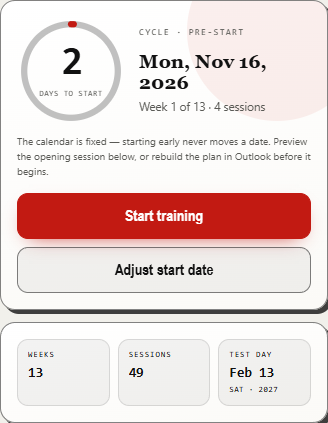 2
DAYS TO START
CYCLE · PRE-START
Mon, Nov 16,
2026
Week 1 of 13 · 4 sessions
The calendar is fixed — starting early never moves a date. Preview
the opening session below, or rebuild the plan in Outlook before it
begins.
Start training
Adjust start date
WEEKS
13
SESSIONS
49
TEST DAY
Feb 13
SAT · 2027